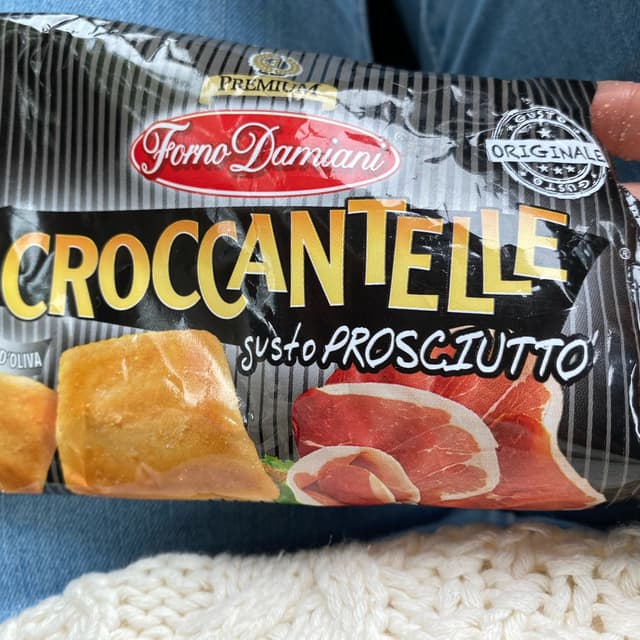 PREMIUM
Forno Damiani
GUSTO
ORIGINALE
GUSTO
CROCCANTELLE
®
gusto PROSCIUTTO
D'OLIVA